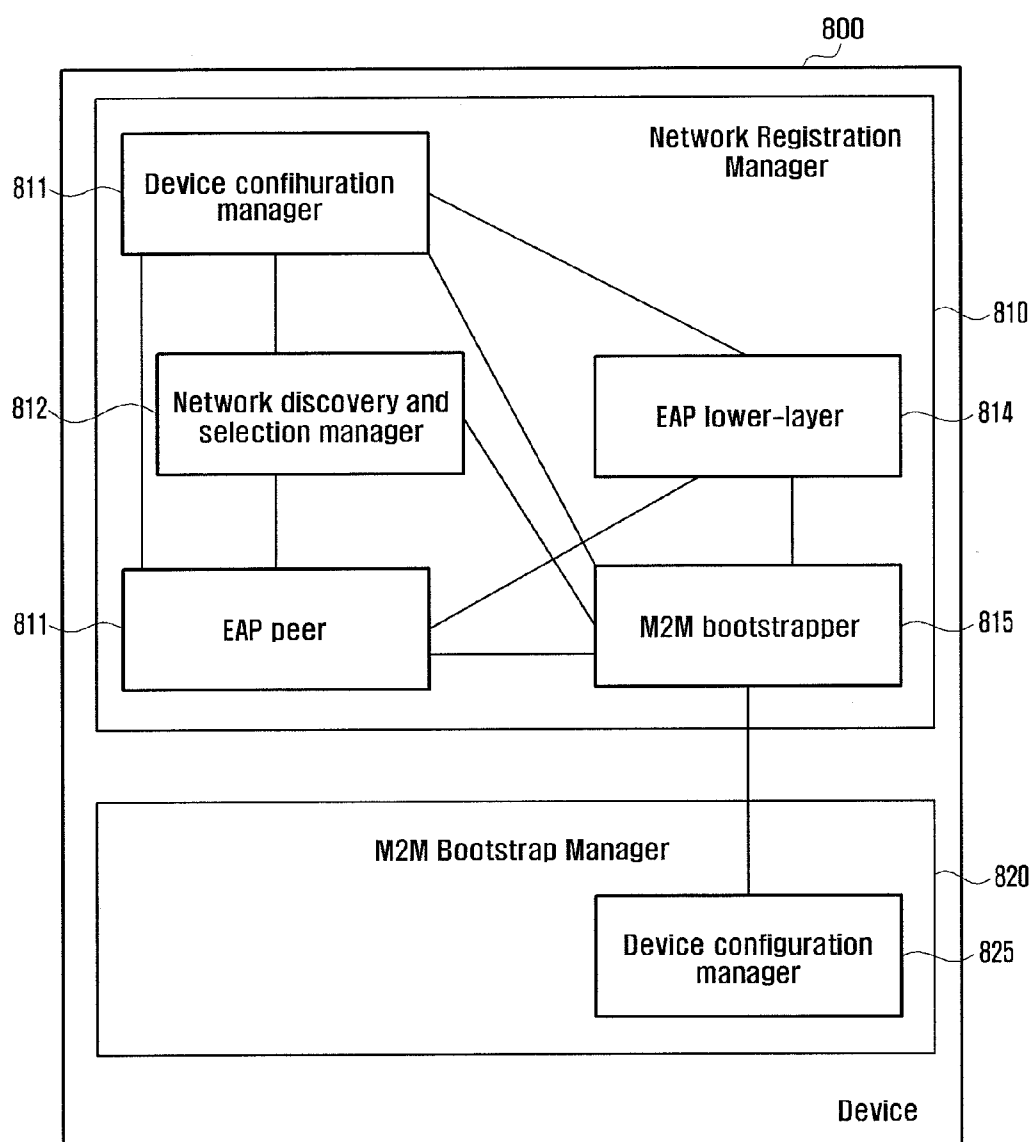 800
Network Registration
Manager
811
Device confihuration
manager
810
812
Network discovery and
selection manager
EAP lower-layer
814
811
EAP peer
M2M bootstrapper
815
M2M Bootstrap Manager
820
Device configuration
manager
825
Device